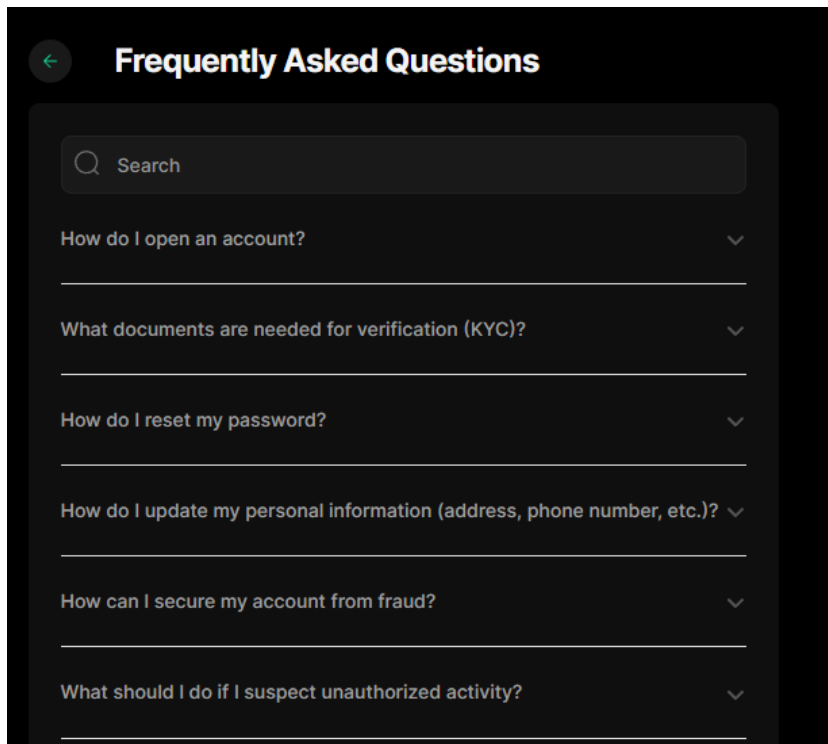 Frequently Asked Questions
Search
How do I open an account?
What documents are needed for verification (KYC)?
How do I reset my password?
How do I update my personal information (address, phone number, etc.)?
How can I secure my account from fraud?
What should I do if I suspect unauthorized activity?